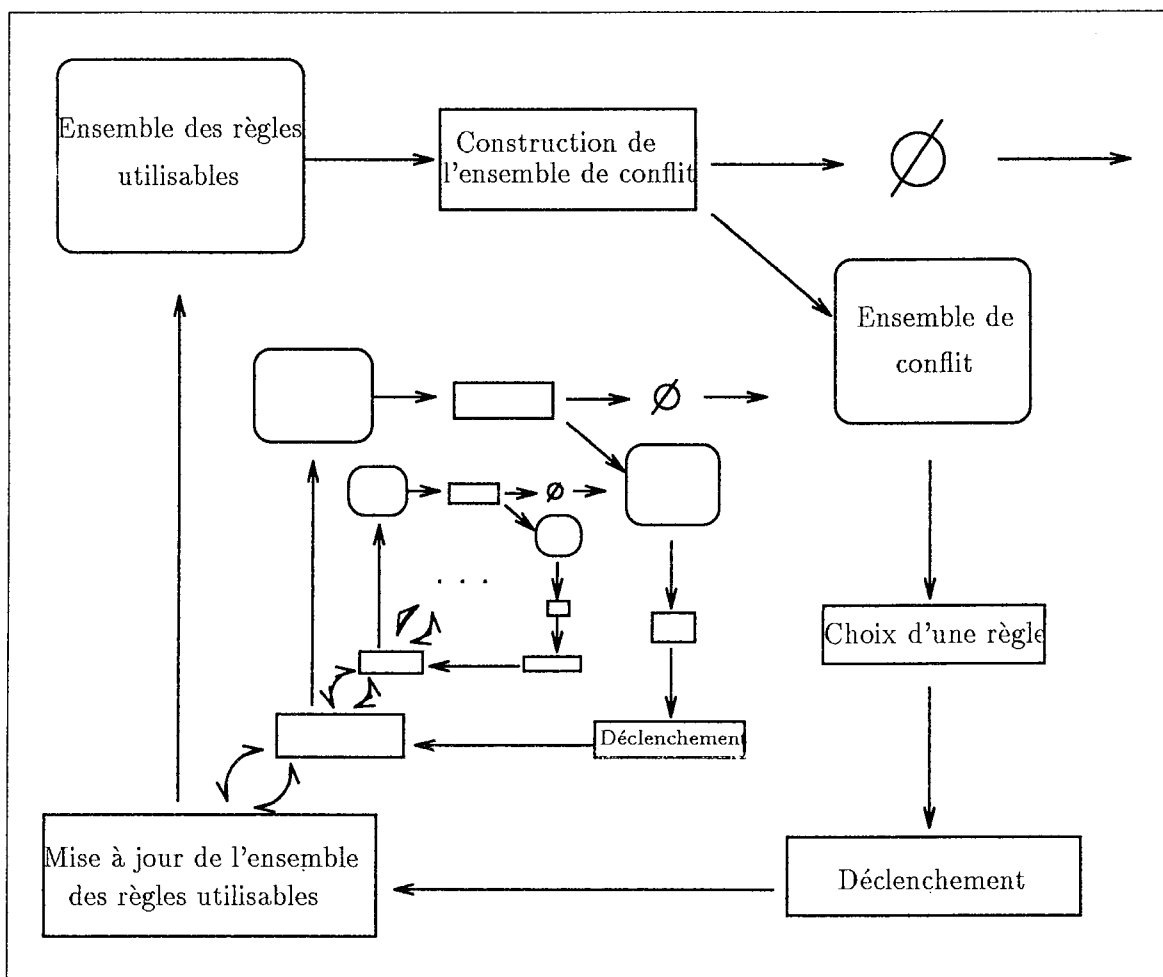 Ensemble des règles
utilisables
Construction de
l'ensemble de conflit
Ø
Ensemble de
conflit
Ø
Ø
. . .
Choix d'une règle
Déclenchement
Mise à jour de l'ensemble
des règles utilisables
Déclenchement